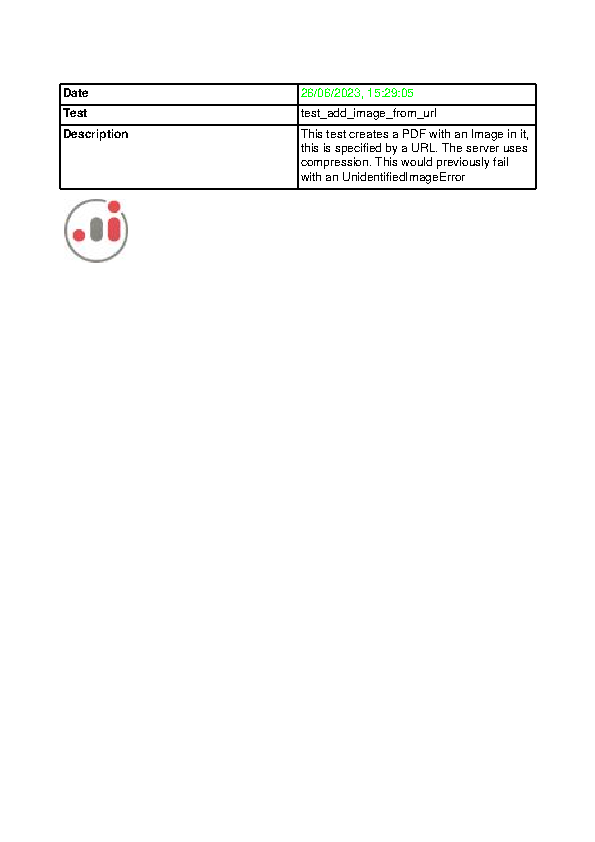 Date 26/06/2023, 15:29:05
Test test_add_image_from_url
Description This test creates a PDF with an Image in it,
this is specified by a URL. The server uses
compression. This would previously fail
with an UnidentifiedImageError